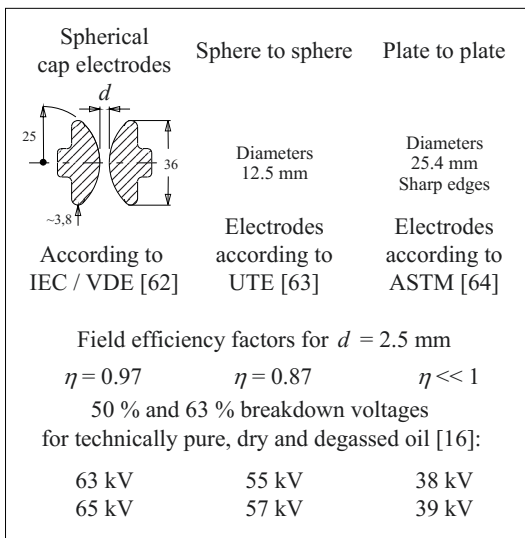 Spherical
cap electrodes
Sphere to sphere
Plate to plate
d
25
36
~3,8
Diameters
12.5 mm
Diameters
25.4 mm
Sharp edges
According to
IEC / VDE [62]
Electrodes
according to
UTE [63]
Electrodes
according to
ASTM [64]
Field efficiency factors for d = 2.5 mm
η = 0.97 η = 0.87 η << 1
50 % and 63 % breakdown voltages
for technically pure, dry and degassed oil [16]:
63 kV 55 kV 38 kV
65 kV 57 kV 39 kV